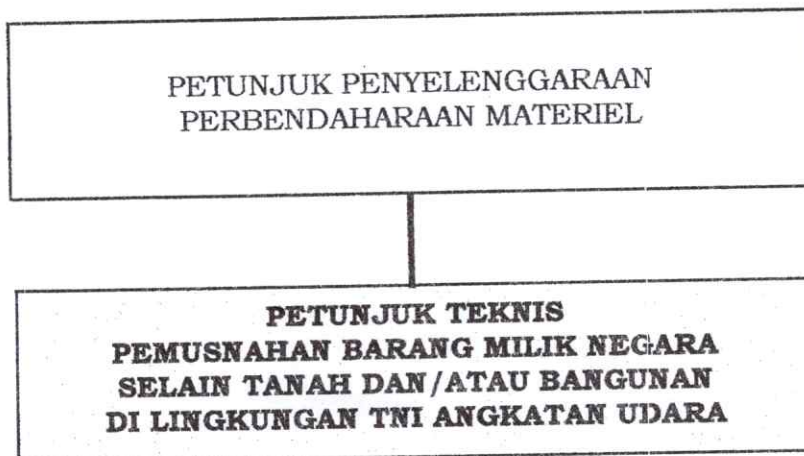 PETUNJUK PENYELENGGARAAN
PERBENDAHARAAN MATERIEL
PETUNJUK TEKNIS
PEMUSNAHAN BARANG MILIK NEGARA
SELAIN TANAH DAN/ATAU BANGUNAN
DI LINGKUNGAN TNI ANGKATAN UDARA